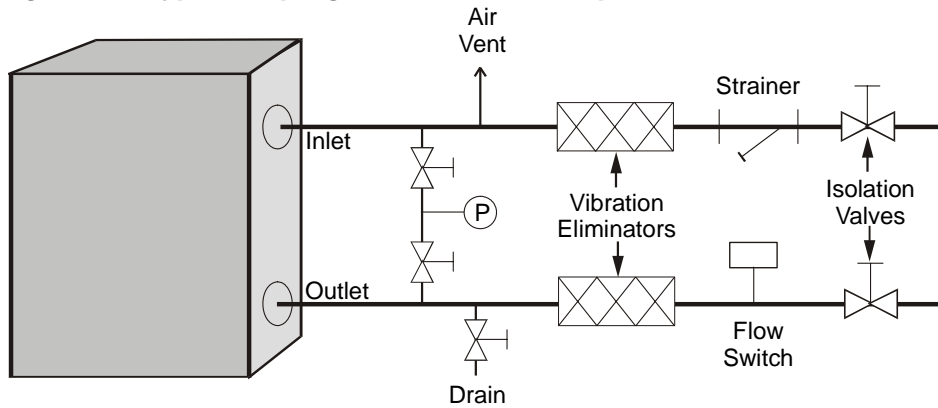 Air
Vent
Strainer
Inlet
P
Vibration
Eliminators
Isolation
Valves
Outlet
Flow
Switch
Drain